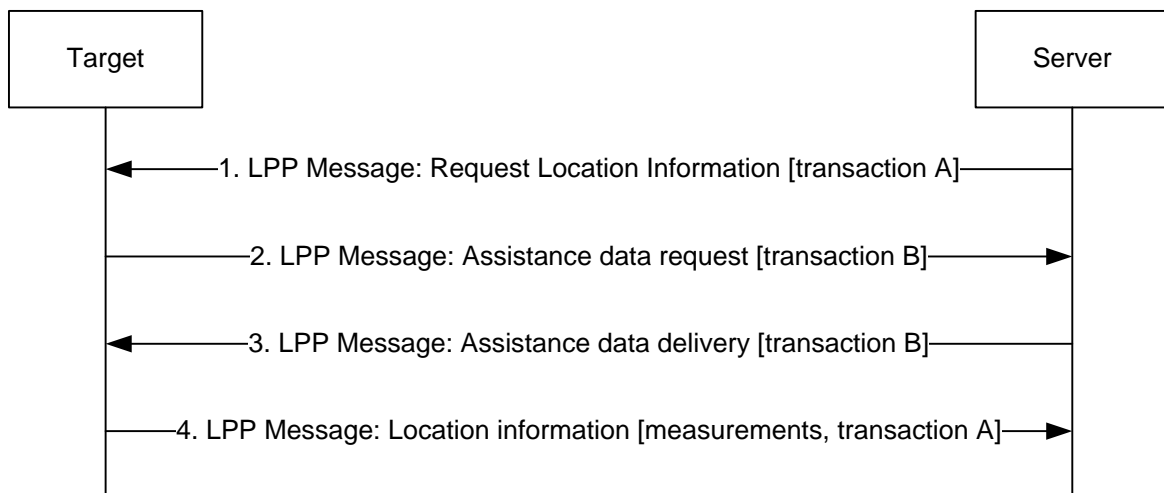 Target
Server
1. LPP Message: Request Location Information [transaction A]
2. LPP Message: Assistance data request [transaction B]
3. LPP Message: Assistance data delivery [transaction B]
4. LPP Message: Location information [measurements, transaction A]